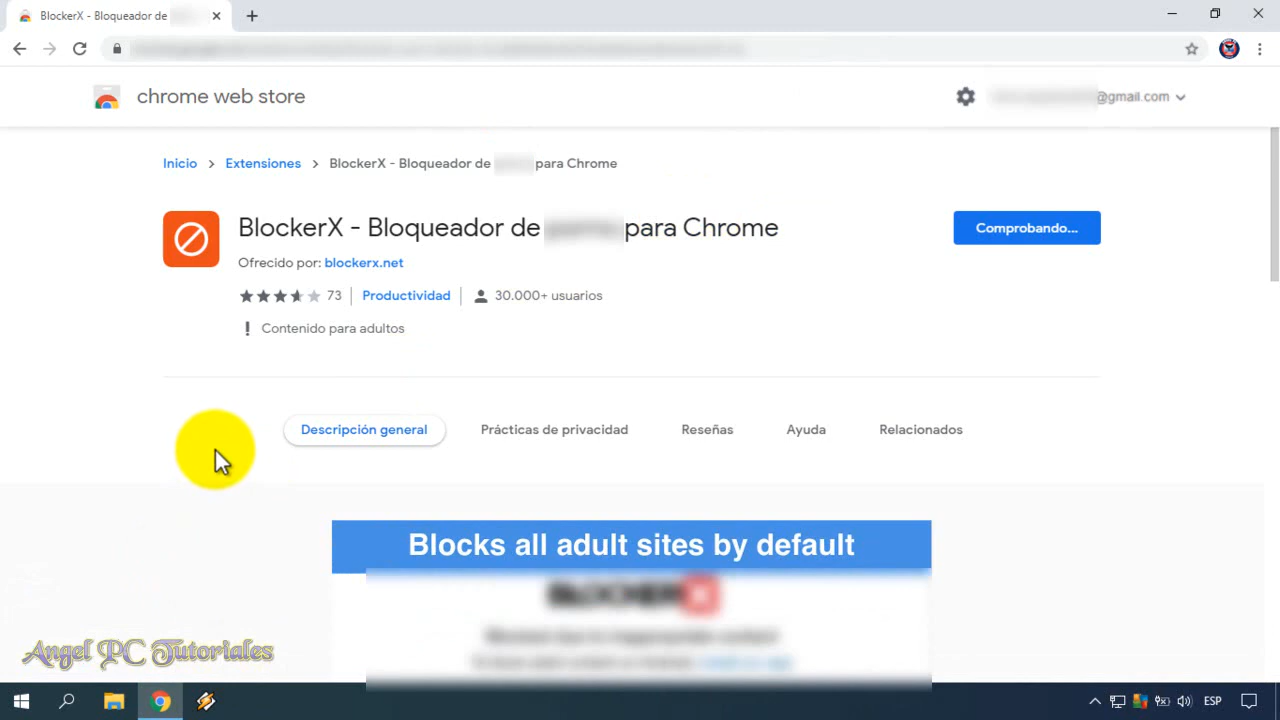 BlockerX - Bloqueador de
chrome web store
@gmail.com
Inicio > Extensiones > BlockerX - Bloqueador de para Chrome
BlockerX - Bloqueador de para Chrome
Comprobando...
Ofrecido por: blockerx.net
73 | Productividad | 30.000+ usuarios
! Contenido para adultos
Descripción general Prácticas de privacidad Reseñas Ayuda Relacionados
Blocks all adult sites by default
Angel PC Tutoriales
ESP